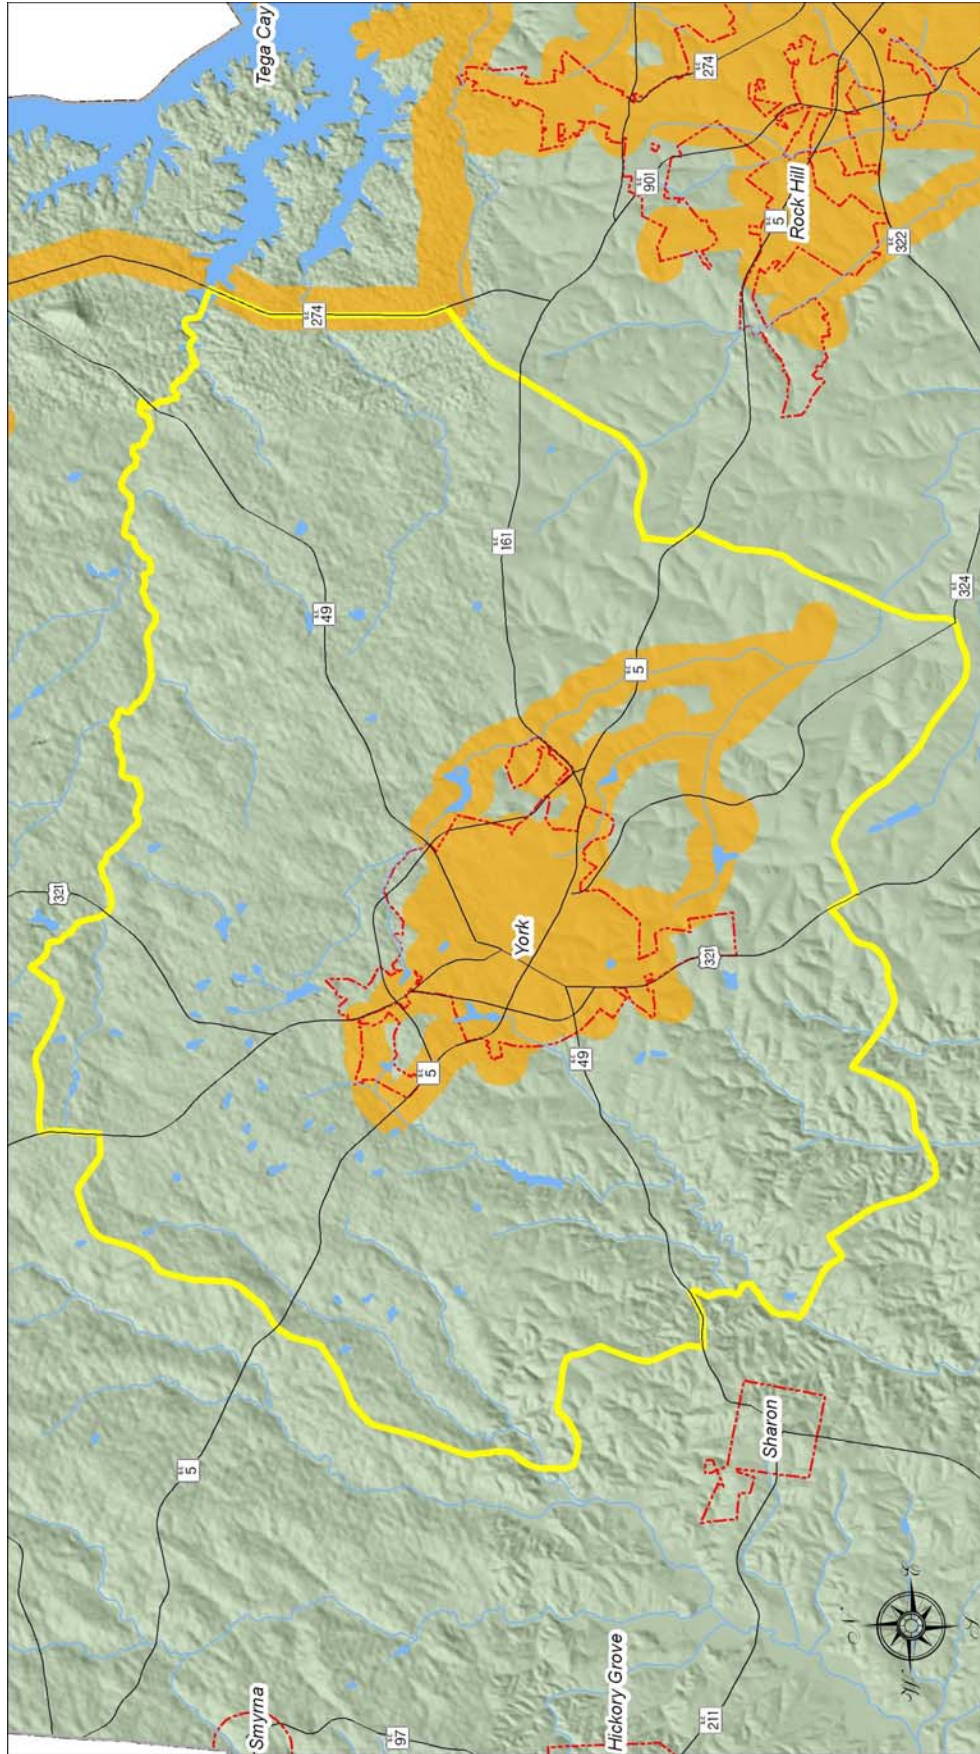 Tega Cay
S.C. 274
S.C. 901
S.C. 5
Rock Hill
S.C. 322
S.C. 274
S.C. 161
S.C. 49
S.C. 5
S.C. 324
321
York
321
S.C. 5
S.C. 49
S.C. 5
Sharon
Smyrna
S.C. 97
Hickory Grove
S.C. 211
N